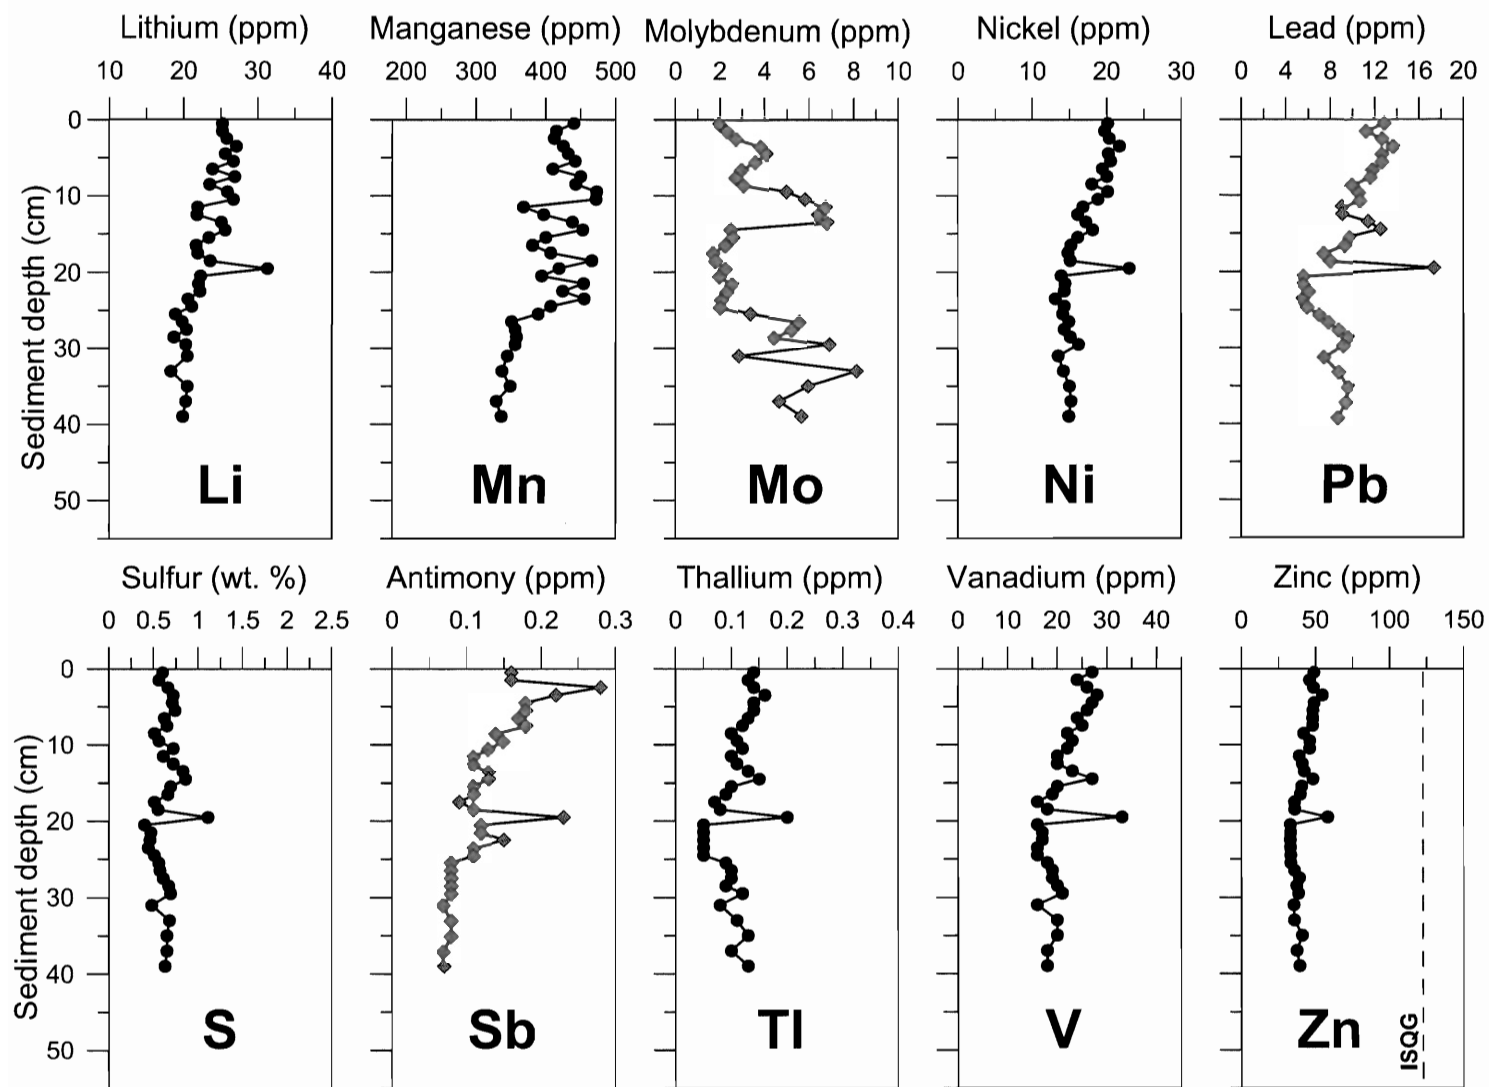 Lithium (ppm) Manganese (ppm) Molybdenum (ppm) Nickel (ppm) Lead (ppm)
10 20 30 40 200 300 400 500 0 2 4 6 8 10 0 10 20 30 0 4 8 12 16 20
0
10
20
30
40
50
Sediment depth (cm)
Li Mn Mo Ni Pb
Sulfur (wt. %) Antimony (ppm) Thallium (ppm) Vanadium (ppm) Zinc (ppm)
0 0.5 1 1.5 2 2.5 0 0.1 0.2 0.3 0 0.1 0.2 0.3 0.4 0 10 20 30 40 0 50 100 150
0
10
20
30
40
50
Sediment depth (cm)
S Sb Tl V Zn
ISQG